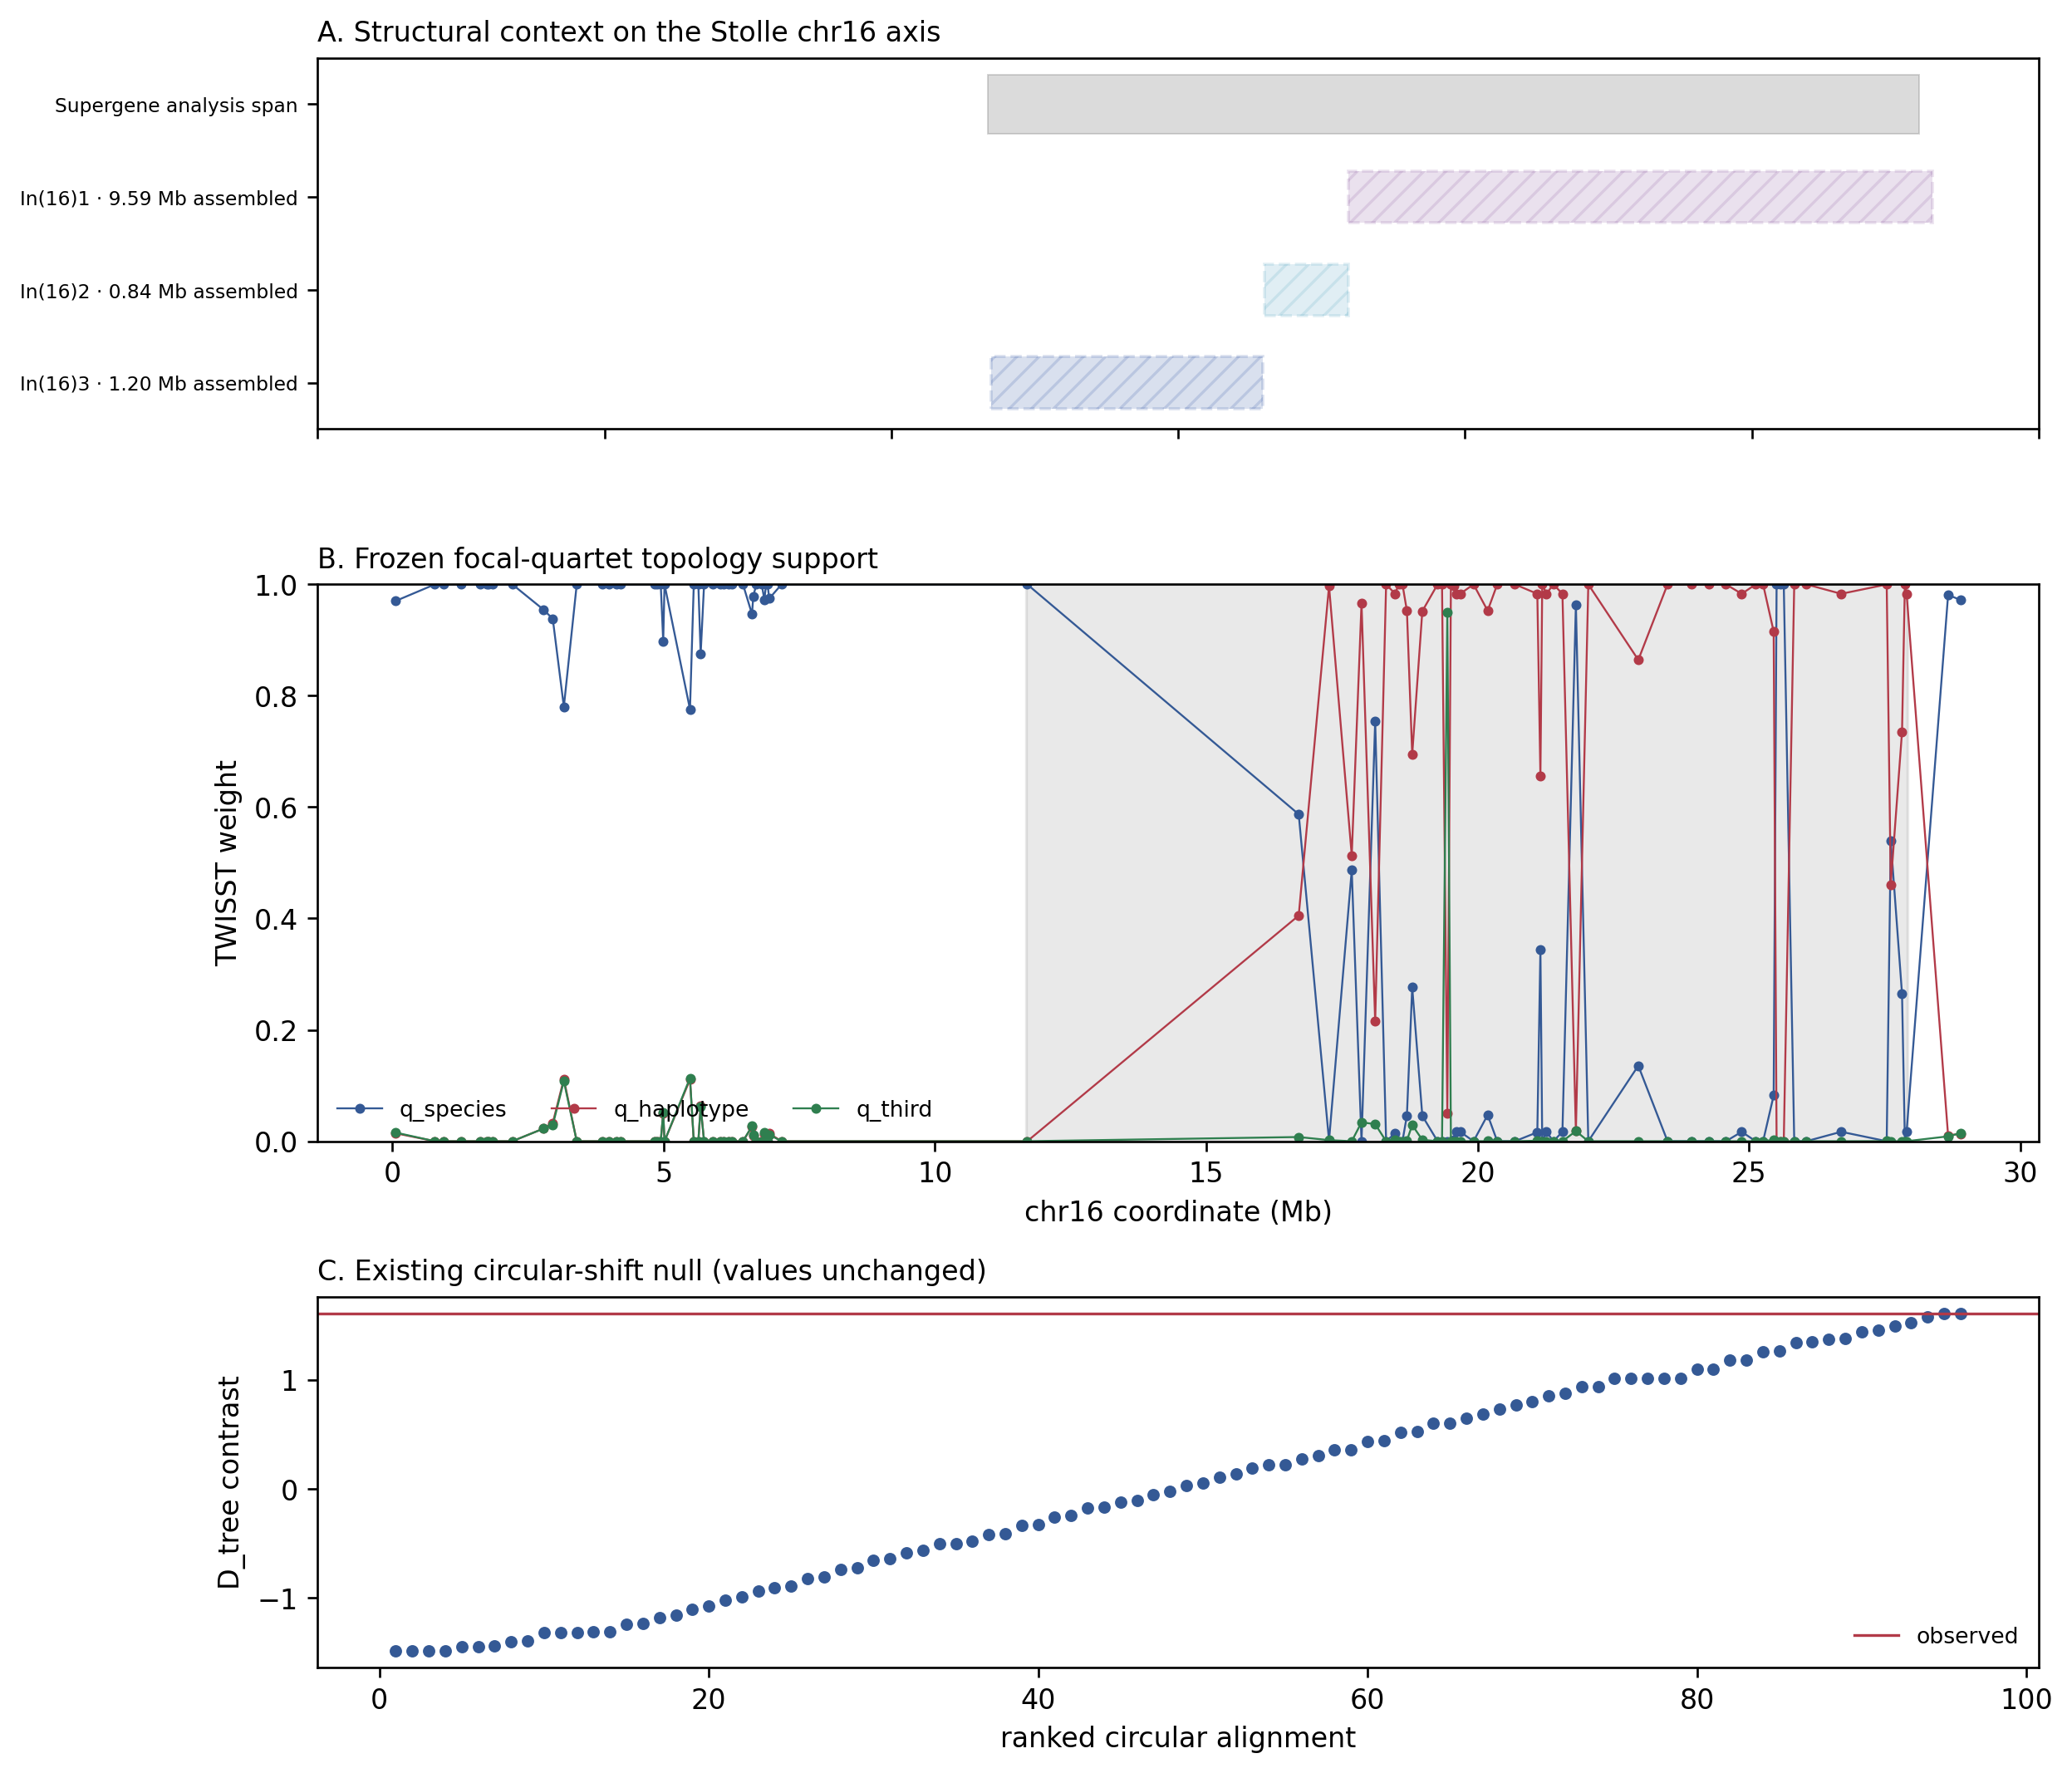 A. Structural context on the Stolle chr16 axis
Supergene analysis span
In(16)1 · 9.59 Mb assembled
In(16)2 · 0.84 Mb assembled
In(16)3 · 1.20 Mb assembled
B. Frozen focal-quartet topology support
TWISST weight
1.0
0.8
0.6
0.4
0.2
0.0
q_species q_haplotype q_third
0 5 10 15 20 25 30
chr16 coordinate (Mb)
C. Existing circular-shift null (values unchanged)
D_tree contrast
1
0
−1
observed
0 20 40 60 80 100
ranked circular alignment